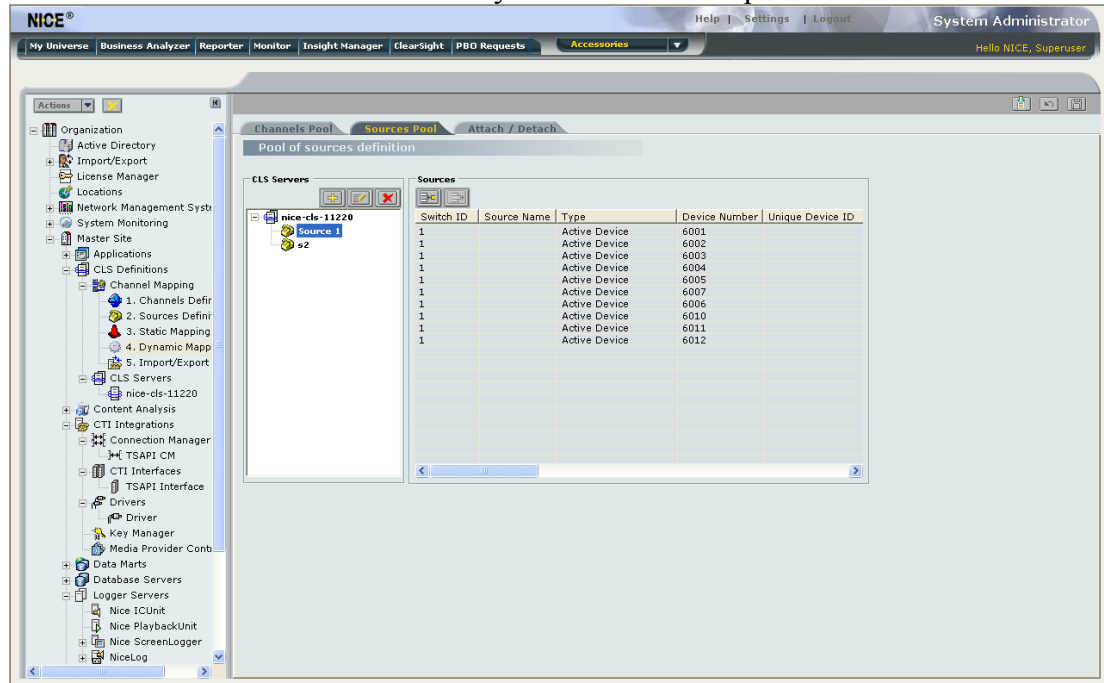 NICE®
Help | Settings | Logout
System Administrator
My Universe Business Analyzer Reporter Monitor Insight Manager ClearSight PBO Requests Accessories
Hello NICE, Superuser
Actions
Organization
Active Directory
Import/Export
License Manager
Locations
Network Management Syste
System Monitoring
Master Site
Applications
CLS Definitions
Channel Mapping
1. Channels Defir
2. Sources Defini
3. Static Mapping
4. Dynamic Mapp
5. Import/Export
CLS Servers
nice-cls-11220
Content Analysis
CTI Integrations
Connection Manager
TSAPI CM
CTI Interfaces
TSAPI Interface
Drivers
Driver
Key Manager
Media Provider Conti
Data Marts
Database Servers
Logger Servers
Nice ICUnit
Nice PlaybackUnit
Nice ScreenLogger
NiceLog
Channels Pool Sources Pool Attach / Detach
Pool of sources definition
CLS Servers
nice-cls-11220
Source 1
s2
Sources
Switch ID Source Name Type Device Number Unique Device ID
1 Active Device 6001
1 Active Device 6002
1 Active Device 6003
1 Active Device 6004
1 Active Device 6005
1 Active Device 6007
1 Active Device 6006
1 Active Device 6010
1 Active Device 6011
1 Active Device 6012